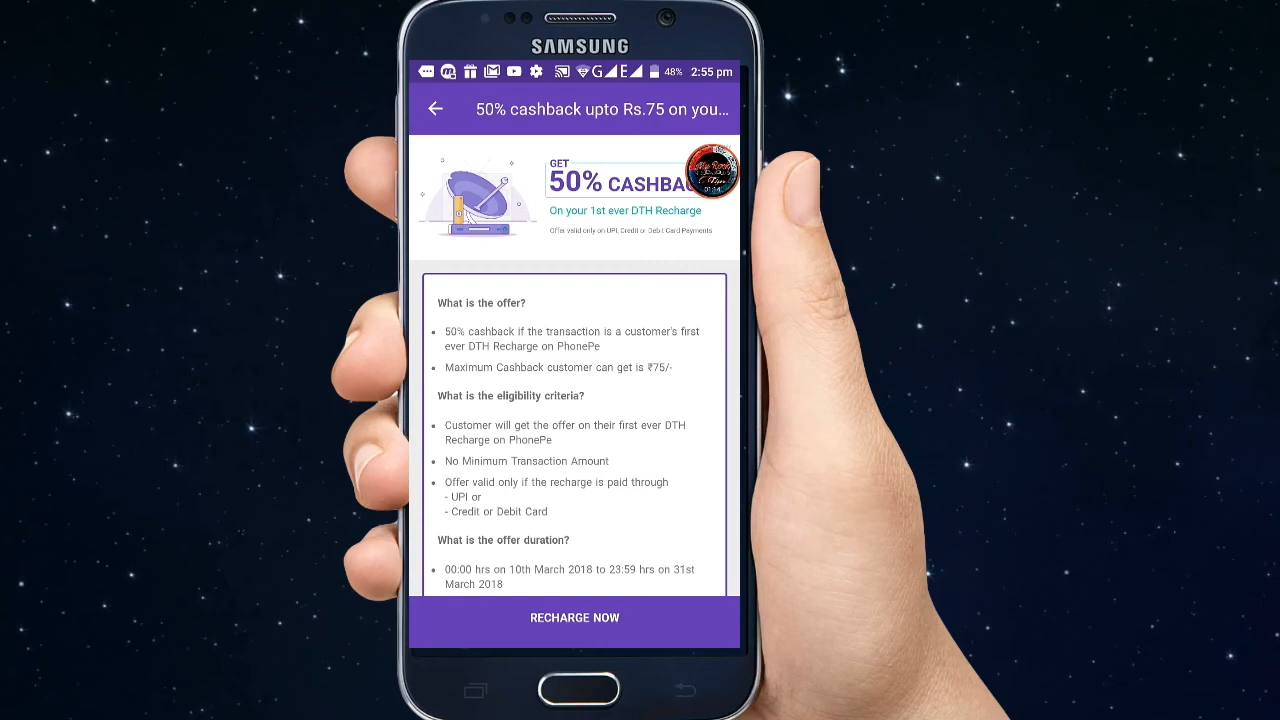 SAMSUNG
G E 48% 2:55 pm
50% cashback upto Rs.75 on you...
GET
50% CASHBA
On your 1st ever DTH Recharge
Offer valid only on UPI, Credit or Debit Card Payments
01:14
What is the offer?
• 50% cashback if the transaction is a customer's first
ever DTH Recharge on PhonePe
• Maximum Cashback customer can get is ₹75/-
What is the eligibility criteria?
• Customer will get the offer on their first ever DTH
Recharge on PhonePe
• No Minimum Transaction Amount
• Offer valid only if the recharge is paid through
- UPI or
- Credit or Debit Card
What is the offer duration?
• 00:00 hrs on 10th March 2018 to 23:59 hrs on 31st
March 2018
RECHARGE NOW